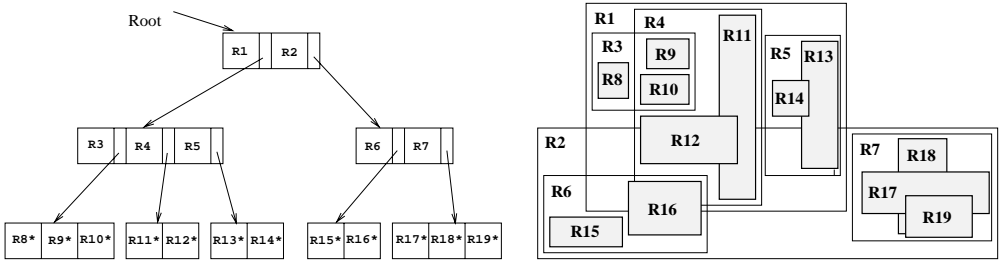 Root
R1 R2
R3 R4 R5
R6 R7
R8* R9* R10*
R11* R12*
R13* R14*
R15* R16*
R17* R18* R19*
R1
R4
R11
R3
R9
R5
R13
R8
R10
R14
R2
R12
R7
R18
R6
R17
R16
R19
R15